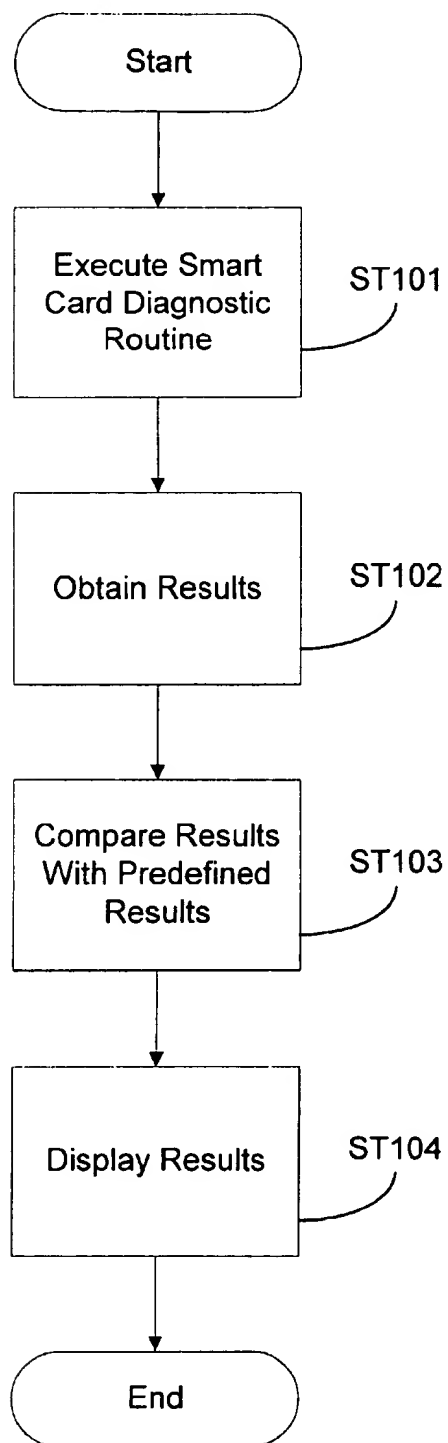 Start
Execute Smart
Card Diagnostic
Routine
ST101
Obtain Results
ST102
Compare Results
With Predefined
Results
ST103
Display Results
ST104
End